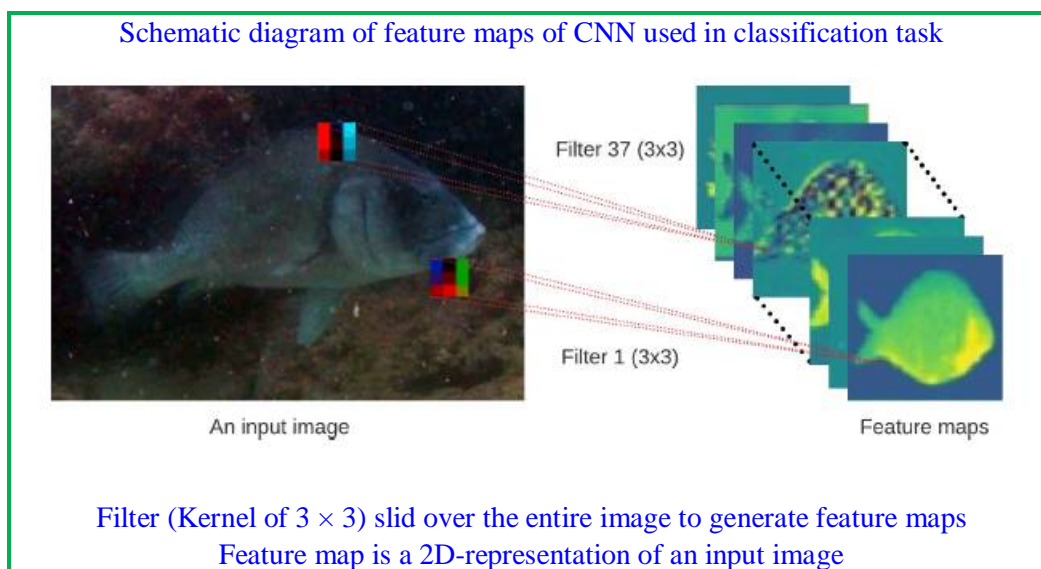 Schematic diagram of feature maps of CNN used in classification task
Filter 37 (3x3)
Filter 1 (3x3)
An input image
Feature maps
Filter (Kernel of 3 × 3) slid over the entire image to generate feature maps
Feature map is a 2D-representation of an input image